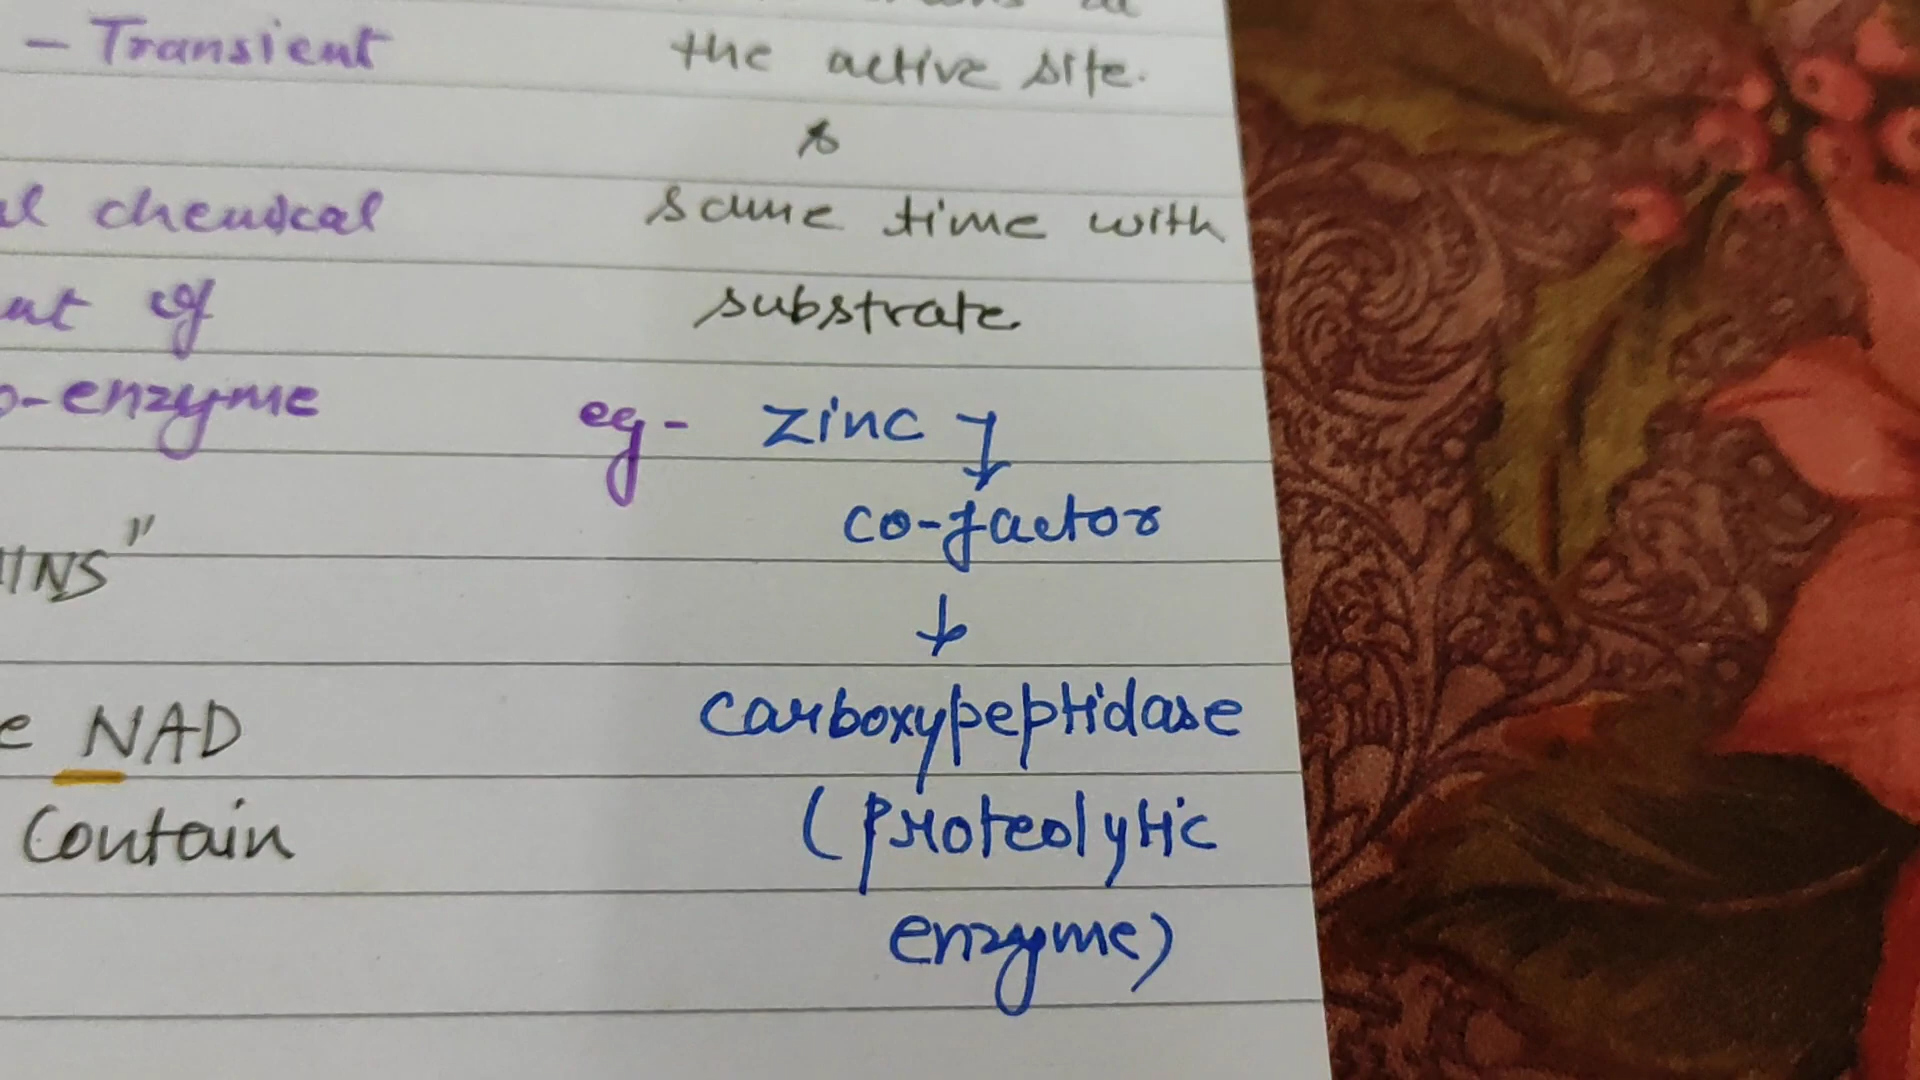 - Transient
chemical
of
-enzyme
"
NAD
Contain
the active site.
&
same time with
substrate
eg- zinc
co-factor
carboxypeptidase
(proteolytic
enzyme)